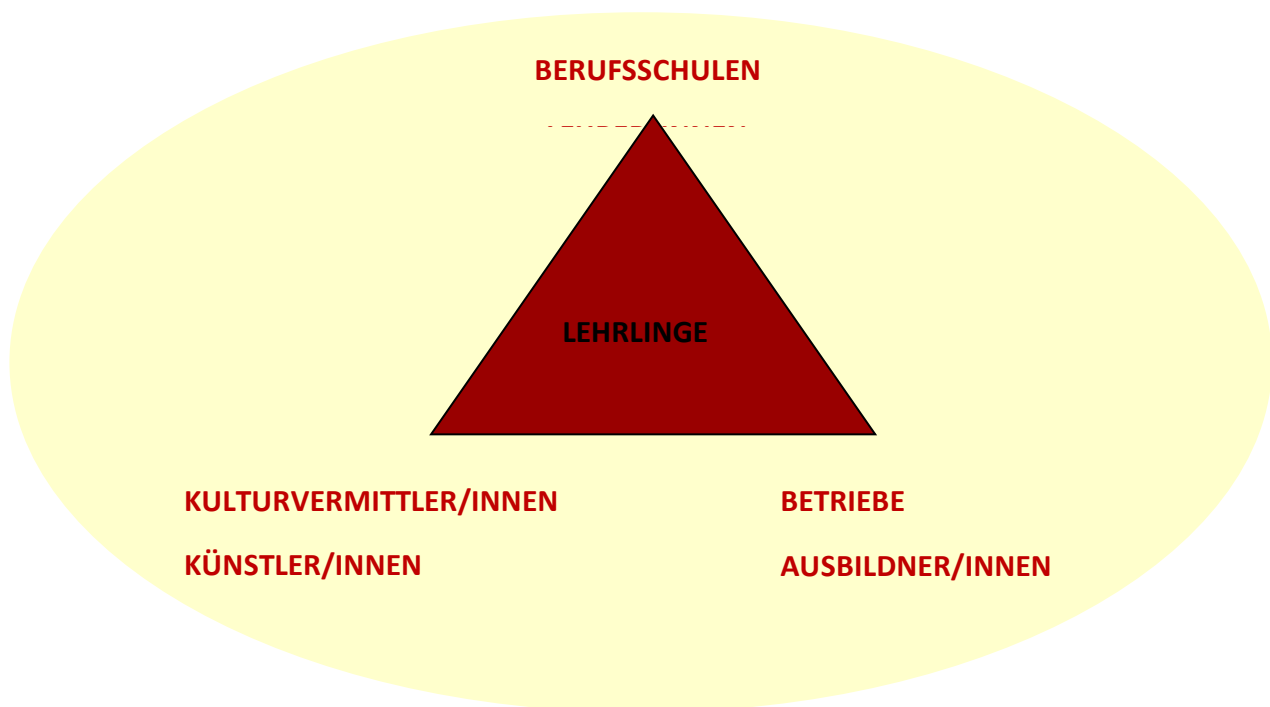 BERUFSSCHULEN
LEHRLINGE
KULTURVERMITTLER/INNEN
BETRIEBE
KÜNSTLER/INNEN
AUSBILDNER/INNEN